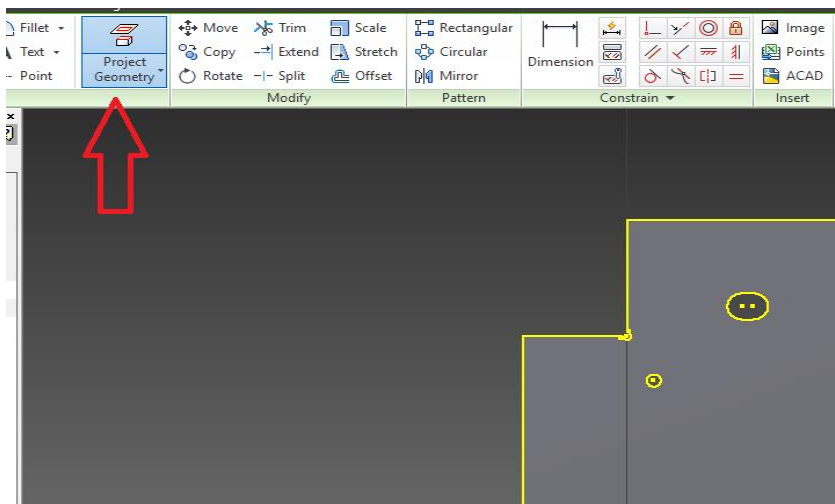 Fillet
Move
Trim
Scale
Rectangular
Image
Text
Project
Geometry
Copy
Extend
Stretch
Circular
Dimension
Points
Point
Rotate
Split
Offset
Mirror
ACAD
Modify
Pattern
Constrain
Insert